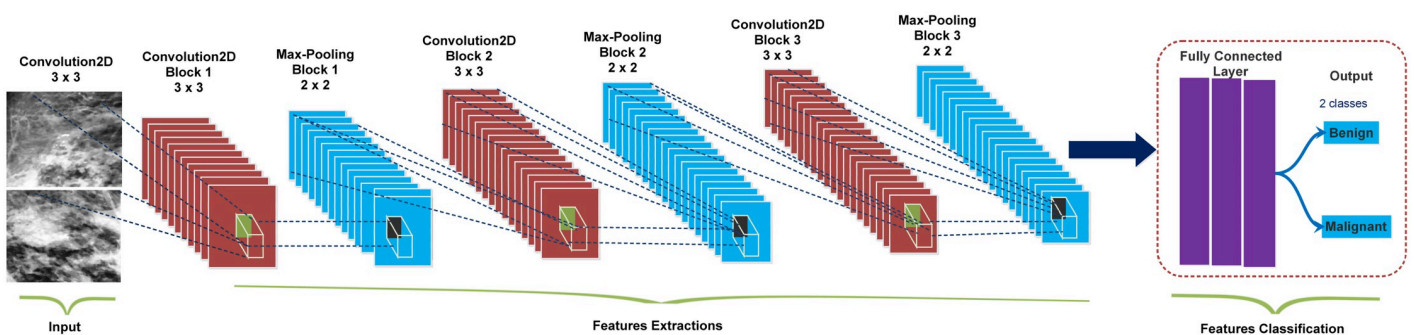 Convolution2D
3 x 3
Convolution2D
Block 1
3 x 3
Max-Pooling
Block 1
2 x 2
Convolution2D
Block 2
3 x 3
Max-Pooling
Block 2
2 x 2
Convolution2D
Block 3
3 x 3
Max-Pooling
Block 3
2 x 2
Fully Connected
Layer
Output
2 classes
Benign
Malignant
Input
Features Extractions
Features Classification